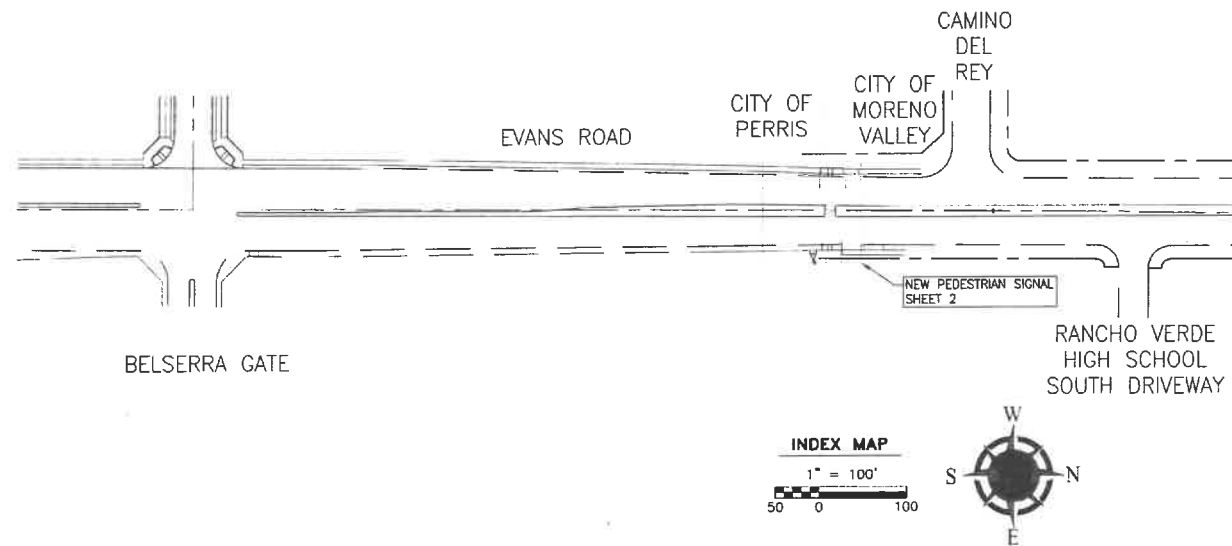 CAMINO
DEL
REY
CITY OF
PERRIS
CITY OF
MORENO
VALLEY
EVANS ROAD
NEW PEDESTRIAN SIGNAL
SHEET 2
BELSERRA GATE
RANCHO VERDE
HIGH SCHOOL
SOUTH DRIVEWAY
INDEX MAP
1" = 100'
50 0 100
W
S N
E